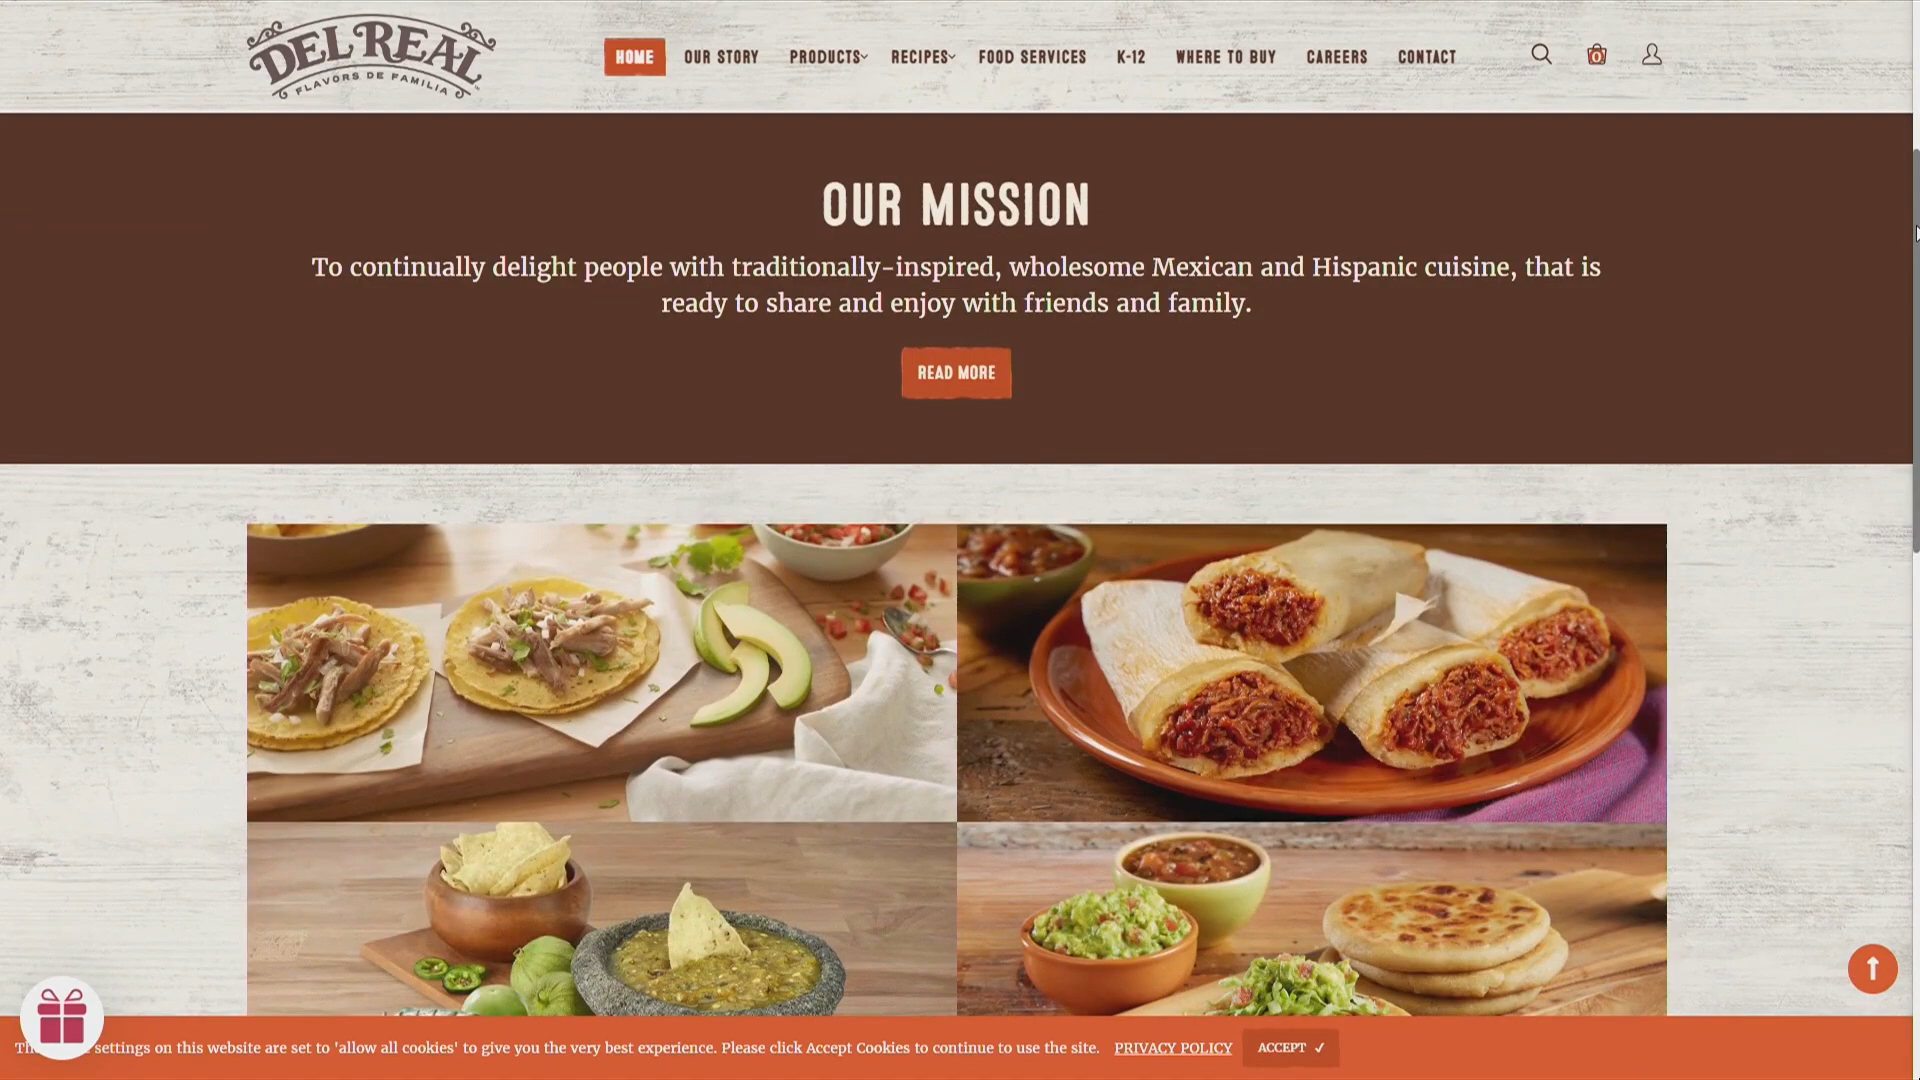 DEL REAL
FLAVORS DE FAMILIA
HOME
OUR STORY
PRODUCTS
RECIPES
FOOD SERVICES
K-12
WHERE TO BUY
CAREERS
CONTACT
0
OUR MISSION
To continually delight people with traditionally-inspired, wholesome Mexican and Hispanic cuisine, that is
ready to share and enjoy with friends and family.
READ MORE
settings on this website are set to 'allow all cookies' to give you the very best experience. Please click Accept Cookies to continue to use the site.
PRIVACY POLICY
ACCEPT ✓